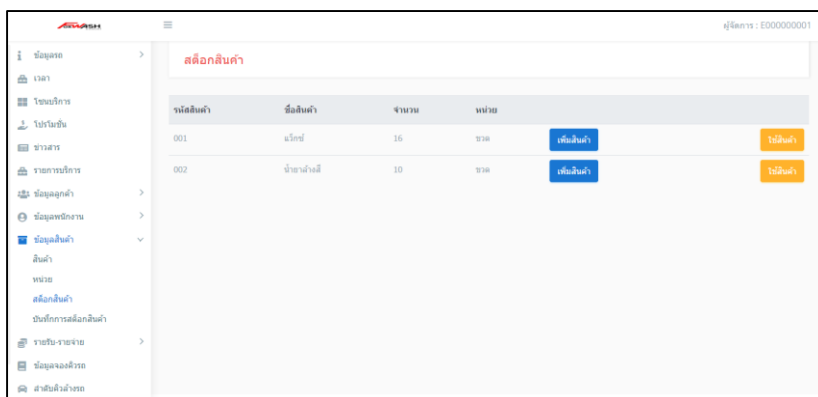 ผู้จัดการ : E000000001
ข้อมูลรถ
เวลา
โซนบริการ
โปรโมชั่น
ข่าวสาร
รายการบริการ
ข้อมูลลูกค้า
ข้อมูลพนักงาน
ข้อมูลสินค้า
สินค้า
หน่วย
สต็อกสินค้า
บันทึกการสต็อกสินค้า
รายรับ-รายจ่าย
ข้อมูลจองคิวรถ
ลำดับคิวล้างรถ
สต็อกสินค้า
รหัสสินค้า ชื่อสินค้า จำนวน หน่วย
001 แว็กซ์ 16 ขวด เพิ่มสินค้า ใช้สินค้า
002 น้ำยาล้างสี 10 ขวด เพิ่มสินค้า ใช้สินค้า